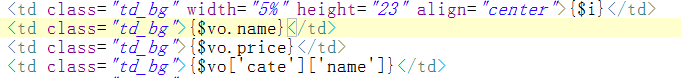 <td class="td_bg" width="5%" height="23" align="center">{$i}</td>
<td class="td_bg">{$vo.name}</td>
<td class="td_bg">{$vo.price}</td>
<td class="td_bg">{$vo['cate']['name']}</td>